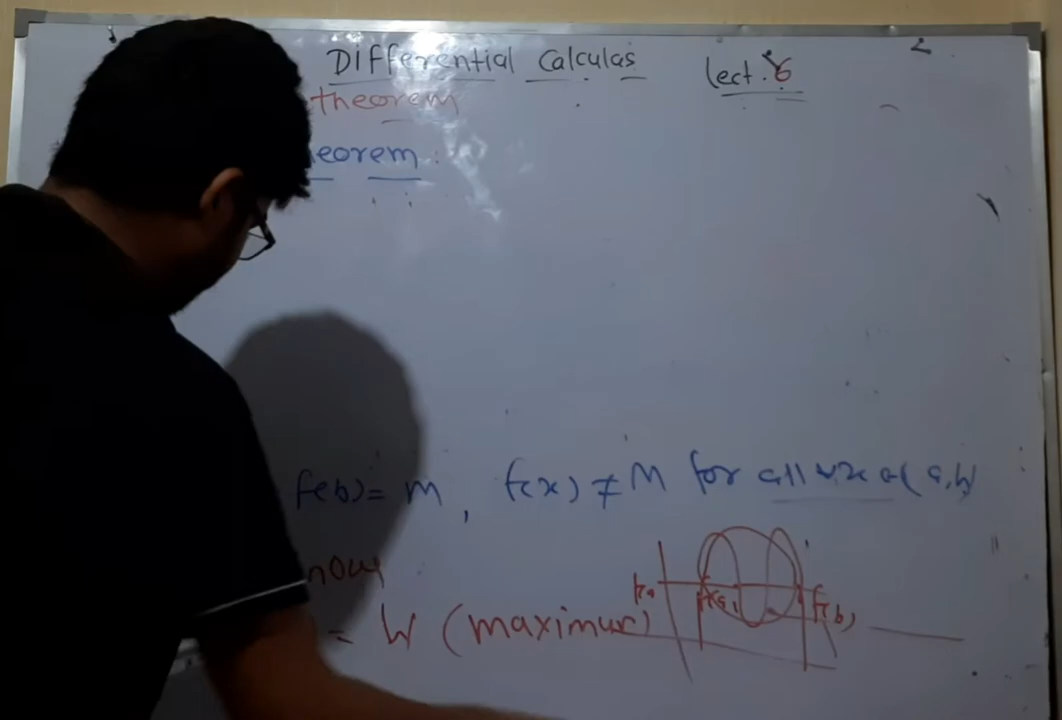 Differential Calculas Lect. 6
theorem
eorem :
f(b) = m, f(x) ≠ M for all
now
= W (maximum)
f(b)